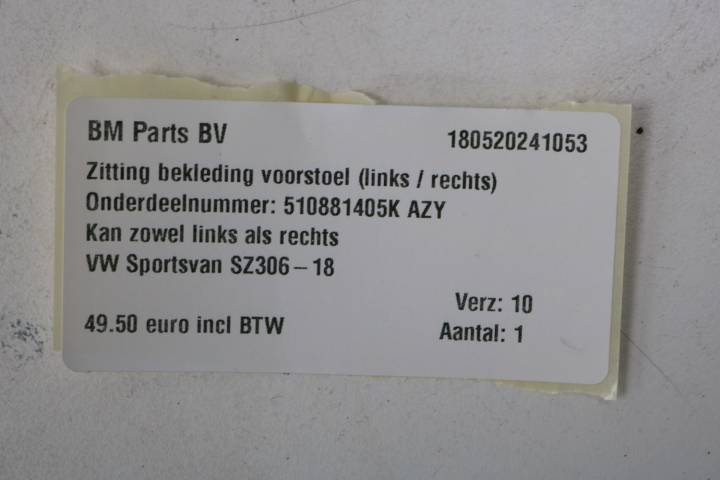 BM Parts BV 180520241053
Zitting bekleding voorstoel (links / rechts)
Onderdeelnummer: 510881405K AZY
Kan zowel links als rechts
VW Sportsvan SZ306 – 18
Verz: 10
49.50 euro incl BTW Aantal: 1